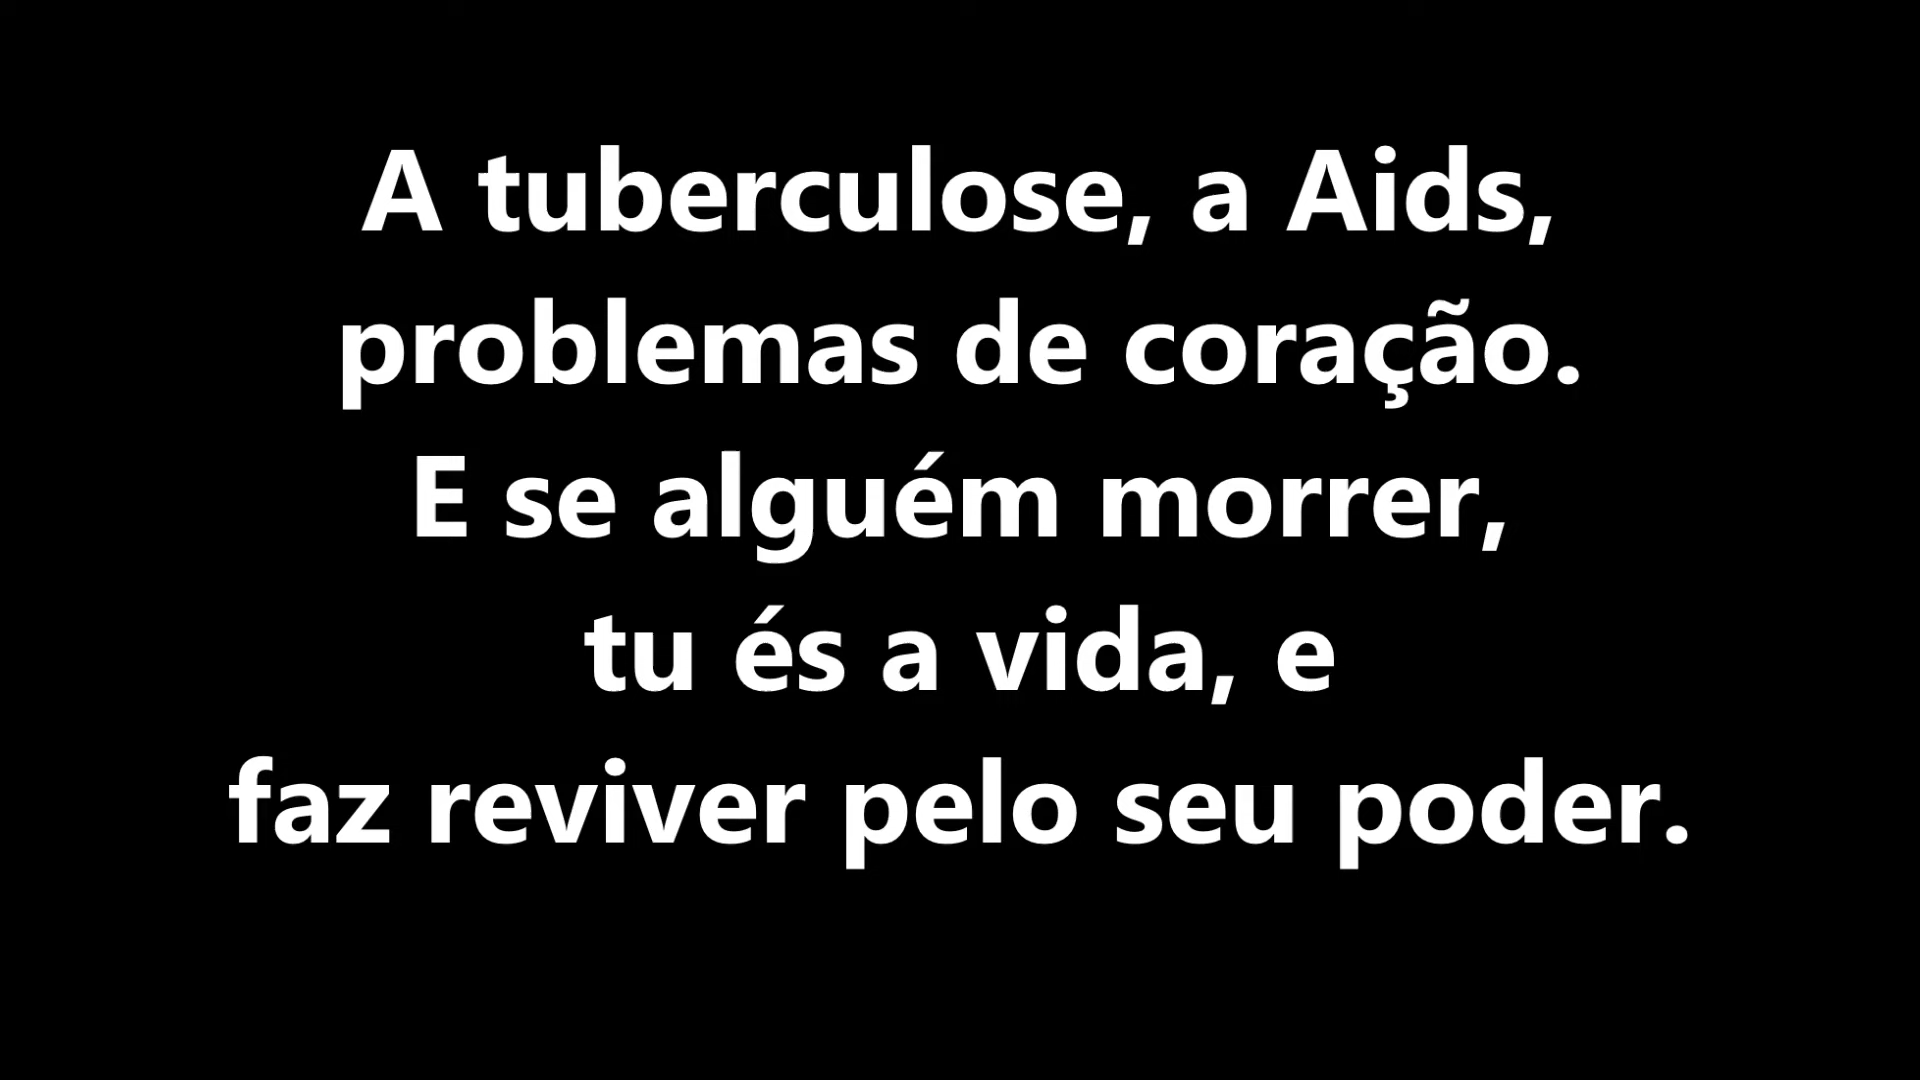 A tuberculose, a Aids,
problemas de coração.
E se alguém morrer,
tu és a vida, e
faz reviver pelo seu poder.